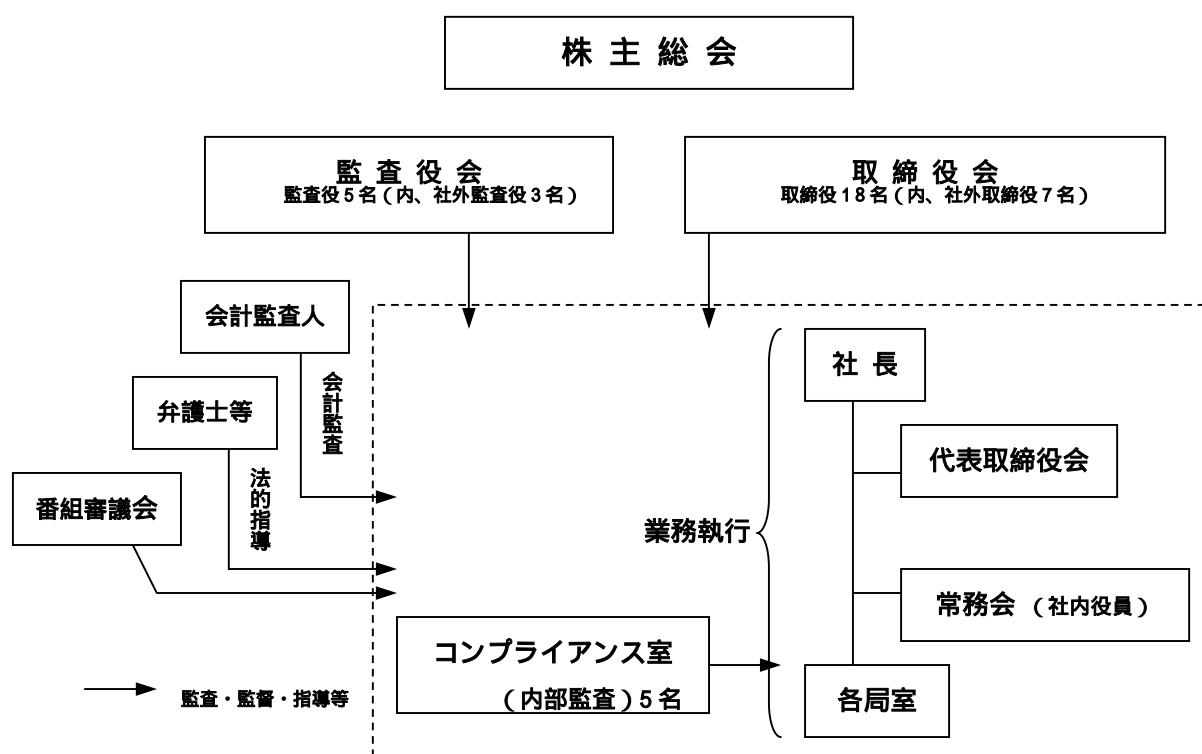 株主総会
監査役会
監査役5名(内、社外監査役3名)
取締役会
取締役18名(内、社外取締役7名)
会計監査人
会計監査
弁護士等
法的指導
番組審議会
業務執行
社長
代表取締役会
常務会(社内役員)
各局室
コンプライアンス室
(内部監査)5名
監査・監督・指導等